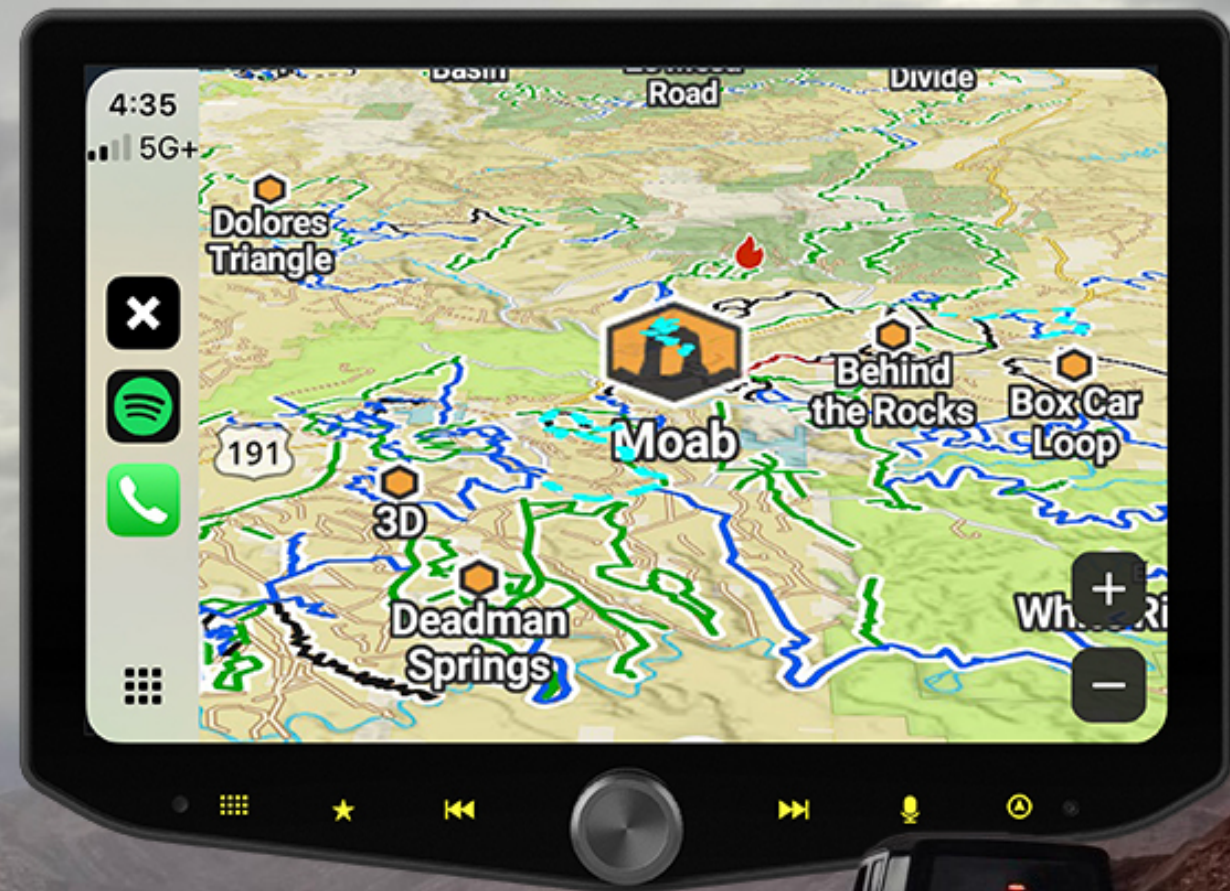 4:35
5G+
Basin
Road
Divide
Dolores
Triangle
Behind
the Rocks
Box Car
Loop
Moab
191
3D
Deadman
Springs